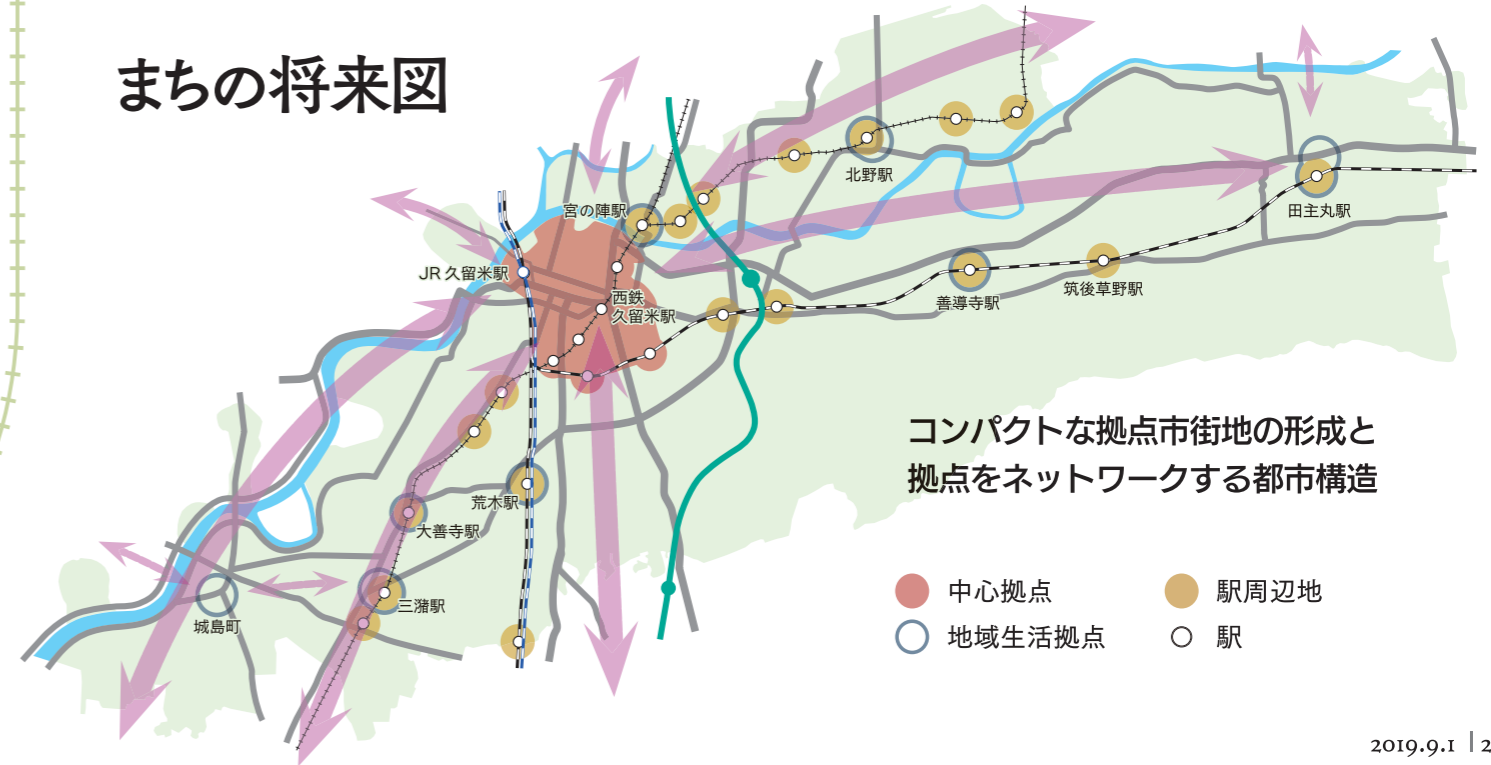 まちの将来図
北野駅
宮の陣駅
田主丸駅
JR久留米駅
西鉄
久留米駅
善導寺駅
筑後草野駅
コンパクトな拠点市街地の形成と
拠点をネットワークする都市構造
荒木駅
大善寺駅
三潴駅
城島町
中心拠点
駅周辺地
地域生活拠点
駅
2019.9.1 | 2